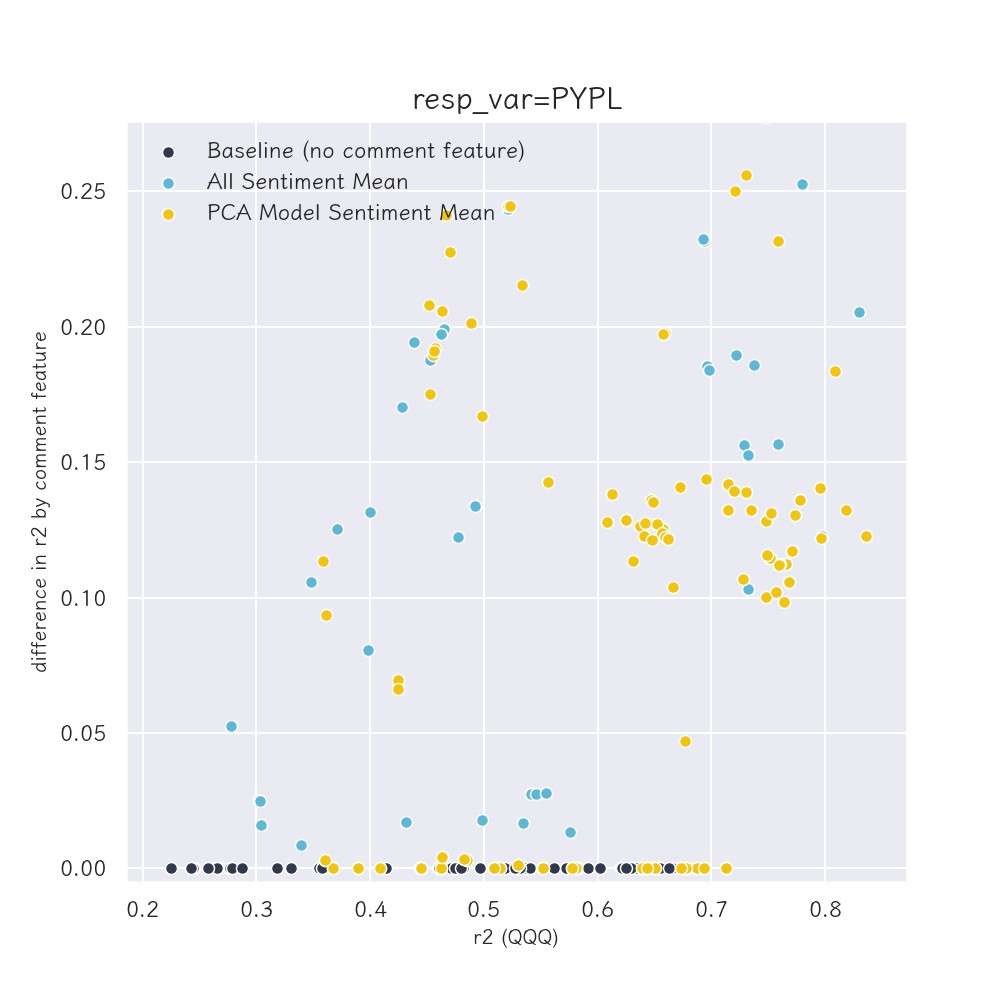 resp_var=PYPL
Baseline (no comment feature)
All Sentiment Mean
PCA Model Sentiment Mean
difference in r2 by comment feature
0.25
0.20
0.15
0.10
0.05
0.00
0.2 0.3 0.4 0.5 0.6 0.7 0.8
r2 (QQQ)